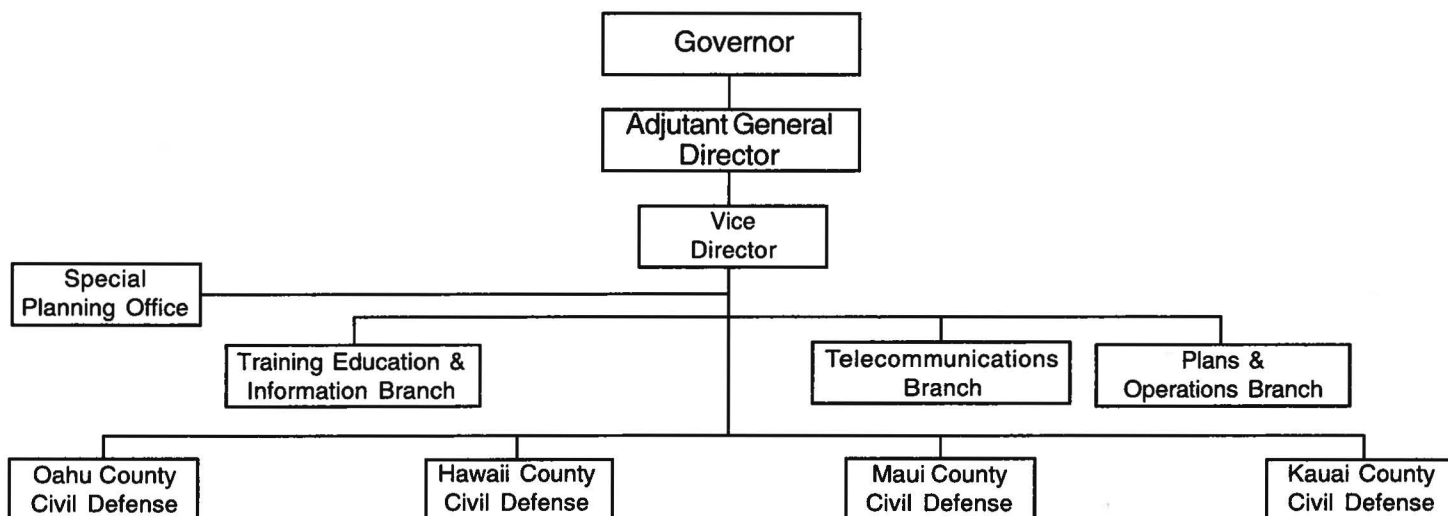 Governor
Adjutant General
Director
Vice
Director
Special
Planning Office
Training Education &
Information Branch
Telecommunications
Branch
Plans &
Operations Branch
Oahu County
Civil Defense
Hawaii County
Civil Defense
Maui County
Civil Defense
Kauai County
Civil Defense